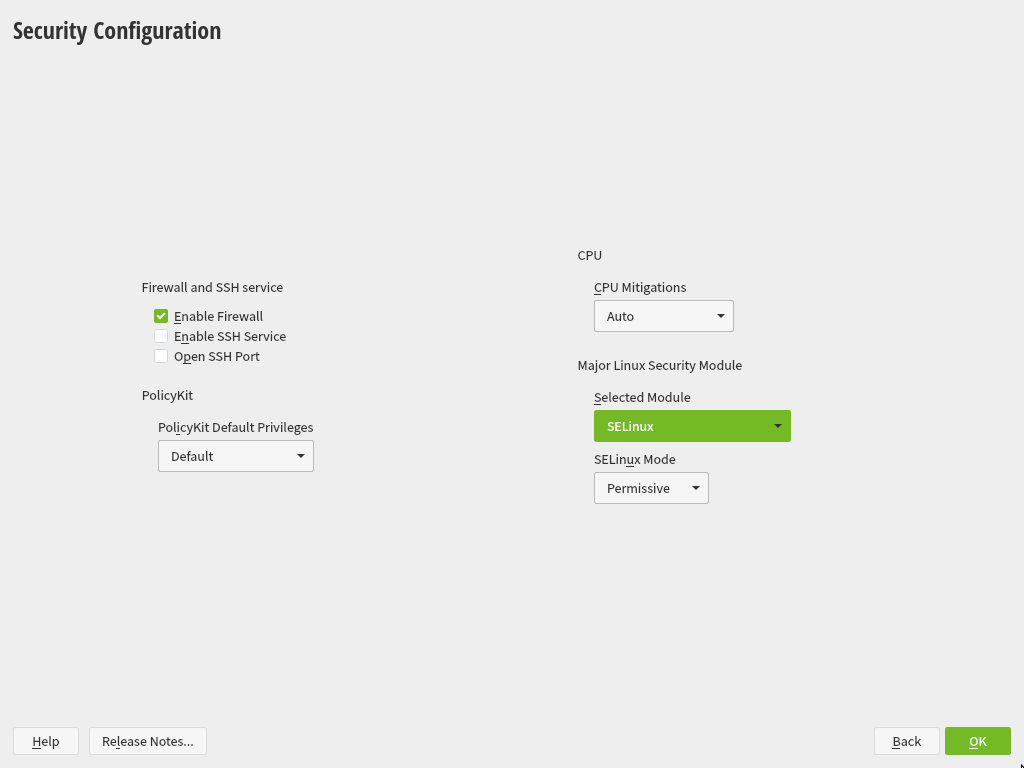 Security Configuration
Firewall and SSH service
Enable Firewall
Enable SSH Service
Open SSH Port
PolicyKit
PolicyKit Default Privileges
Default
CPU
CPU Mitigations
Auto
Major Linux Security Module
Selected Module
SELinux
SELinux Mode
Permissive
Help
Release Notes...
Back
OK